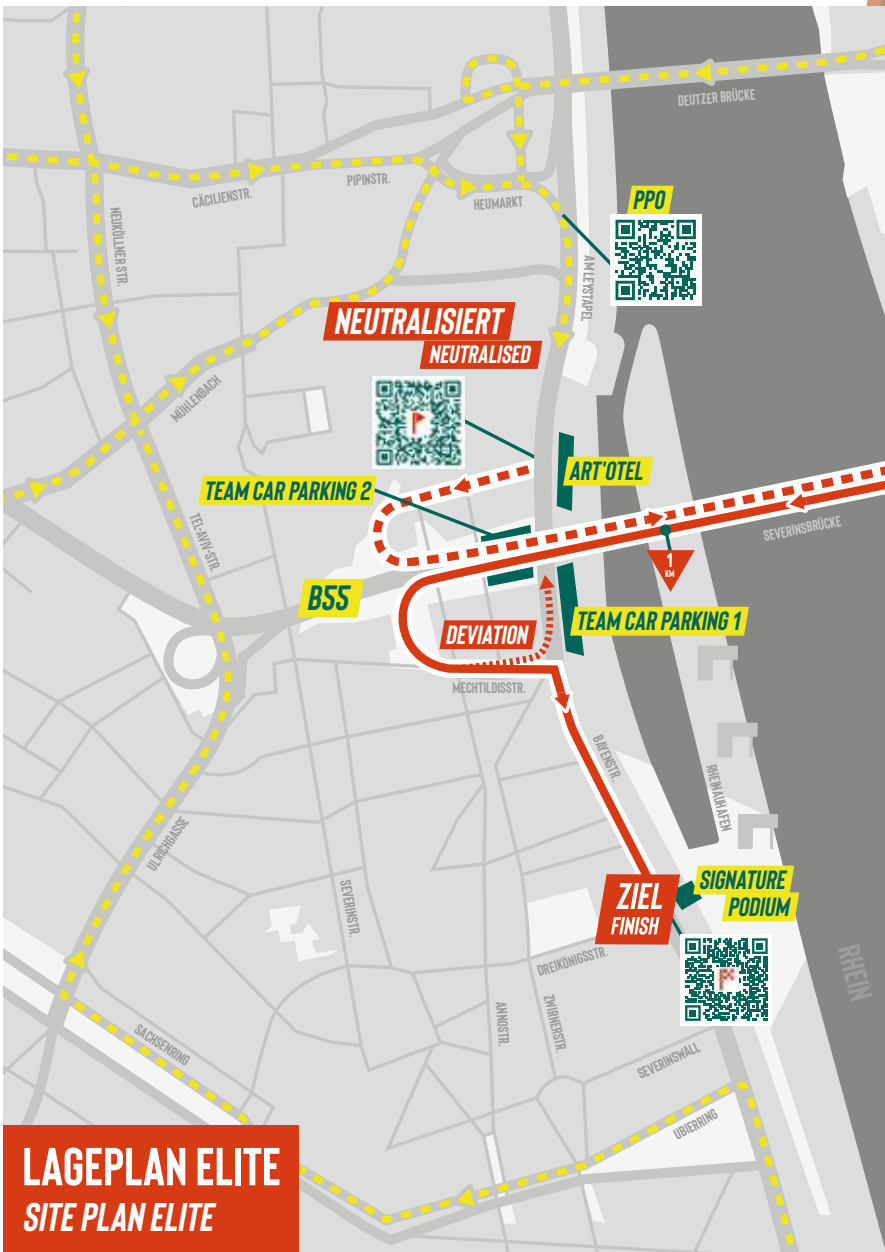 DEUTZER BRÜCKE
CÄCILIENSTR.
PIPINSTR.
HEUMARKT
PPO
NEUKÖLLNER STR.
AM LEYSTAPEL
NEUTRALISIERT
NEUTRALISED
MÜHLENBACH
TEAM CAR PARKING 2
ART'OTEL
SEVERINSBRÜCKE
TEL-AVIV-STR.
1
KM
B55
DEVIATION
TEAM CAR PARKING 1
MECHTILDISSTR.
BAYENSTR.
RHEINAUHAFEN
ULRICHGASSE
SEVERINSTR.
ZIEL
FINISH
SIGNATURE
PODIUM
DREIKÖNIGSSTR.
RHEIN
ANNOSTR.
ZWIRNERSTR.
SACHSENRING
SEVERINSWALL
UBIERRING
LAGEPLAN ELITE
SITE PLAN ELITE